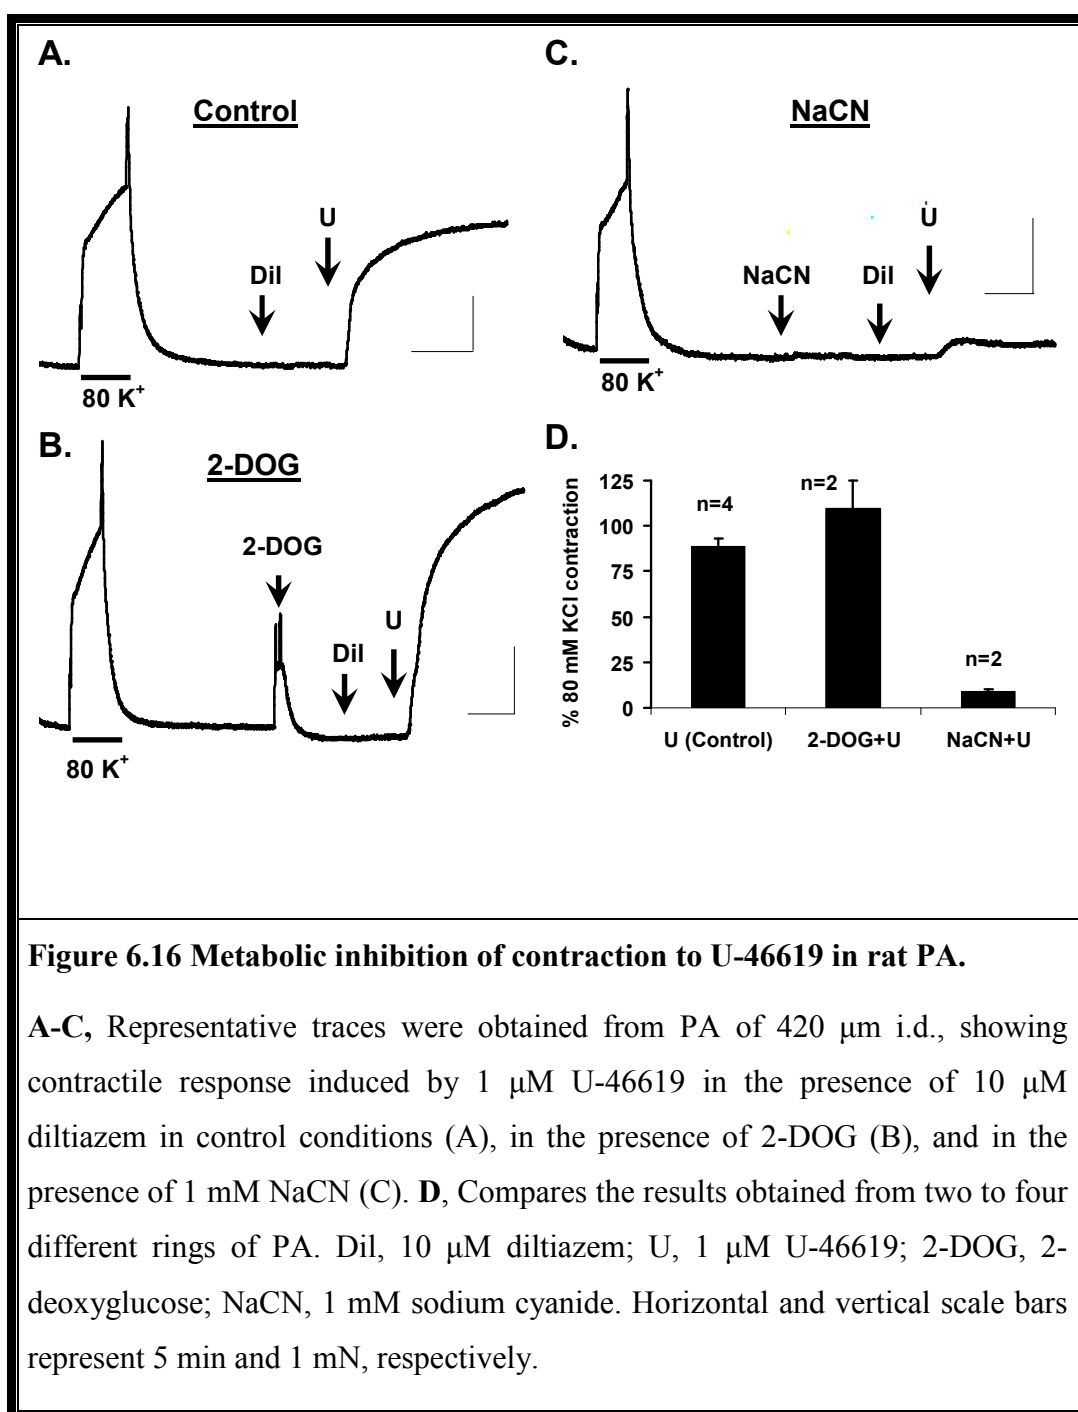 A.
Control
U
Dil
80 K+
C.
NaCN
U
NaCN
Dil
80 K+
B.
2-DOG
2-DOG
U
Dil
80 K+
D.
% 80 mM KCl contraction
125
100
75
50
25
0
n=4
n=2
n=2
U (Control)
2-DOG+U
NaCN+U
Figure 6.16 Metabolic inhibition of contraction to U-46619 in rat PA.
A-C, Representative traces were obtained from PA of 420 μm i.d., showing
contractile response induced by 1 μM U-46619 in the presence of 10 μM
diltiazem in control conditions (A), in the presence of 2-DOG (B), and in the
presence of 1 mM NaCN (C). D, Compares the results obtained from two to four
different rings of PA. Dil, 10 μM diltiazem; U, 1 μM U-46619; 2-DOG, 2-
deoxyglucose; NaCN, 1 mM sodium cyanide. Horizontal and vertical scale bars
represent 5 min and 1 mN, respectively.